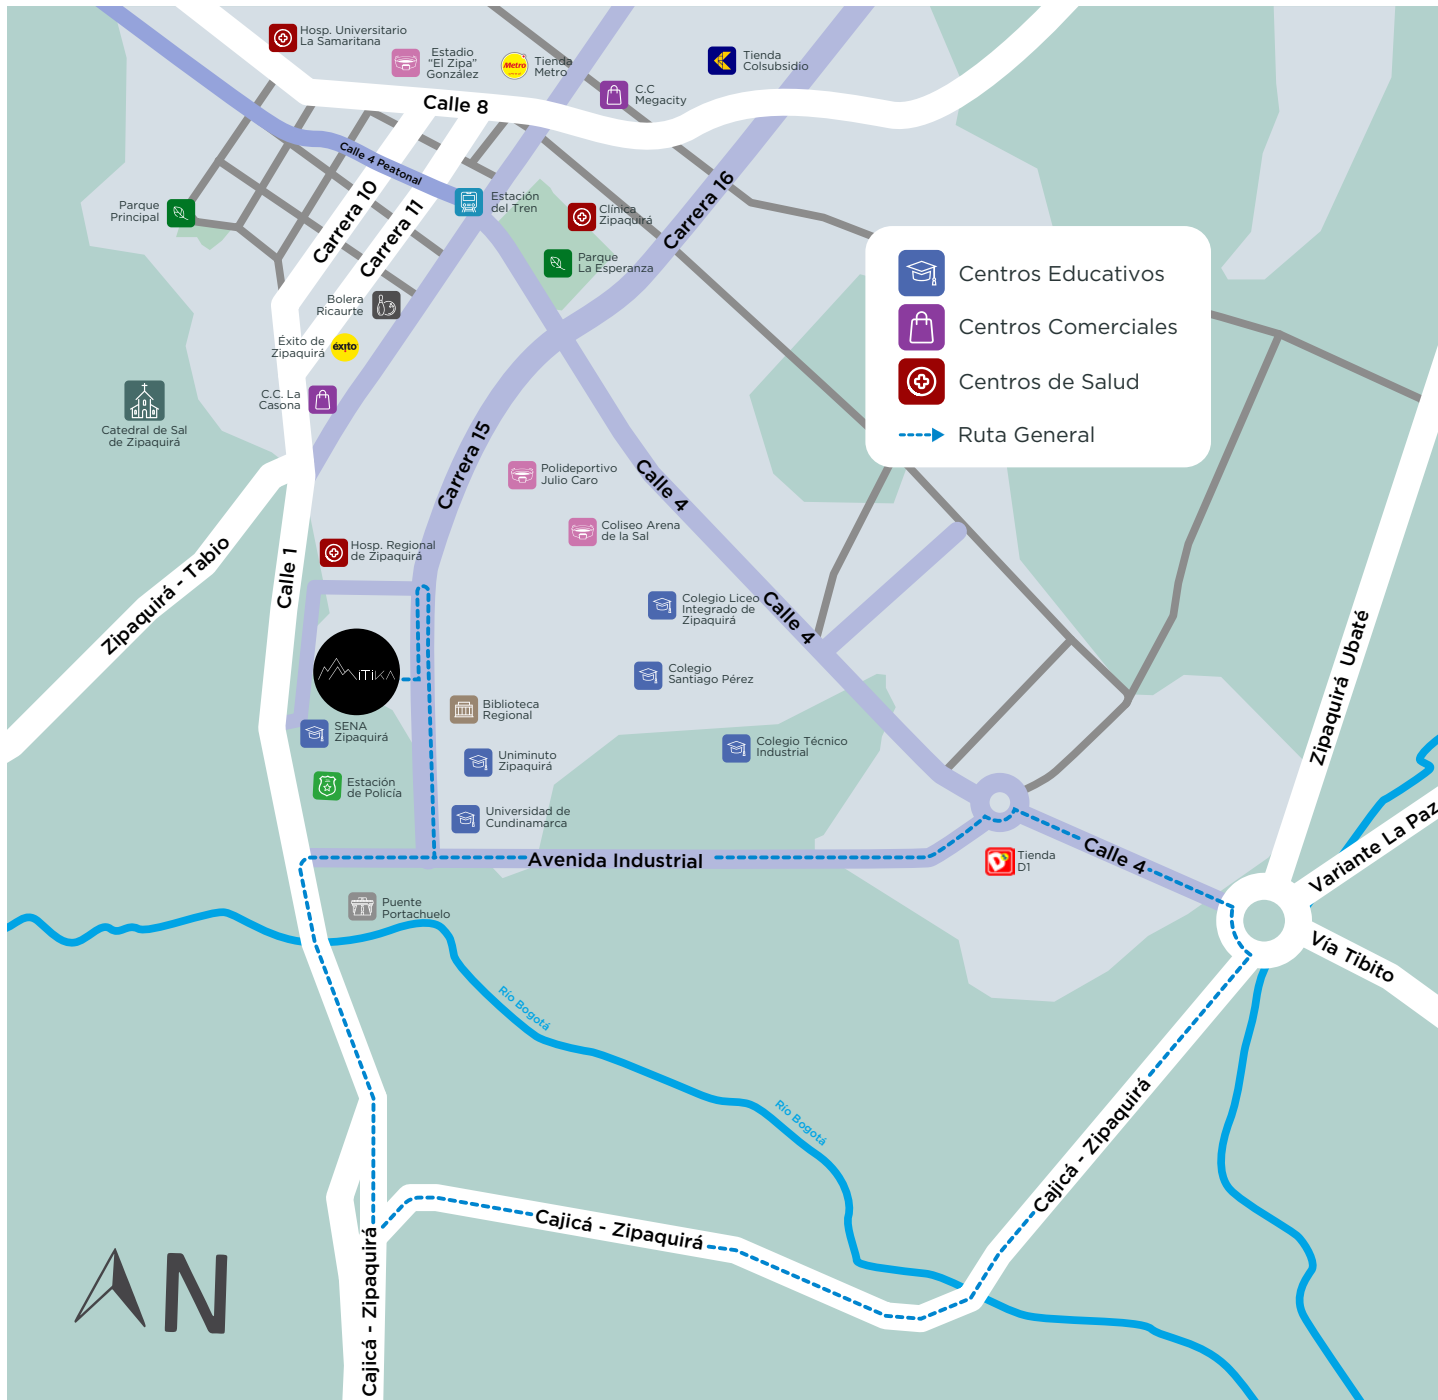 Hosp. Universitario
La Samaritana
Estadio
“El Zipa”
González
Metro
Tienda
Metro
Tienda
Colsubsidio
C.C
Megacity
Calle 8
Calle 4 Peatonal
Carrera 10
Carrera 11
Carrera 16
Parque
Principal
Estación
del Tren
Clínica
Zipaquirá
Parque
La Esperanza
Centros Educativos
Centros Comerciales
Centros de Salud
Ruta General
Bolera
Ricaurte
Éxito de
Zipaquirá
éxito
C.C. La
Casona
Catedral de Sal
de Zipaquirá
Carrera 15
Polideportivo
Julio Caro
Calle 4
Coliseo Arena
de la Sal
Hosp. Regional
de Zipaquirá
Zipaquirá - Tabio
Calle 1
Colegio Liceo
Integrado de
Zipaquirá
Calle 4
MiTiKA
Colegio
Santiago Pérez
Zipaquirá Ubaté
Biblioteca
Regional
SENA
Zipaquirá
Colegio Técnico
Industrial
Uniminuto
Zipaquirá
Estación
de Policía
Universidad de
Cundinamarca
Variante La Paz
Avenida Industrial
D1
Tienda
D1
Calle 4
Puente
Portachuelo
Vía Tibito
Río Bogotá
Río Bogotá
Cajicá - Zipaquirá
Cajicá - Zipaquirá
Cajicá - Zipaquirá
N